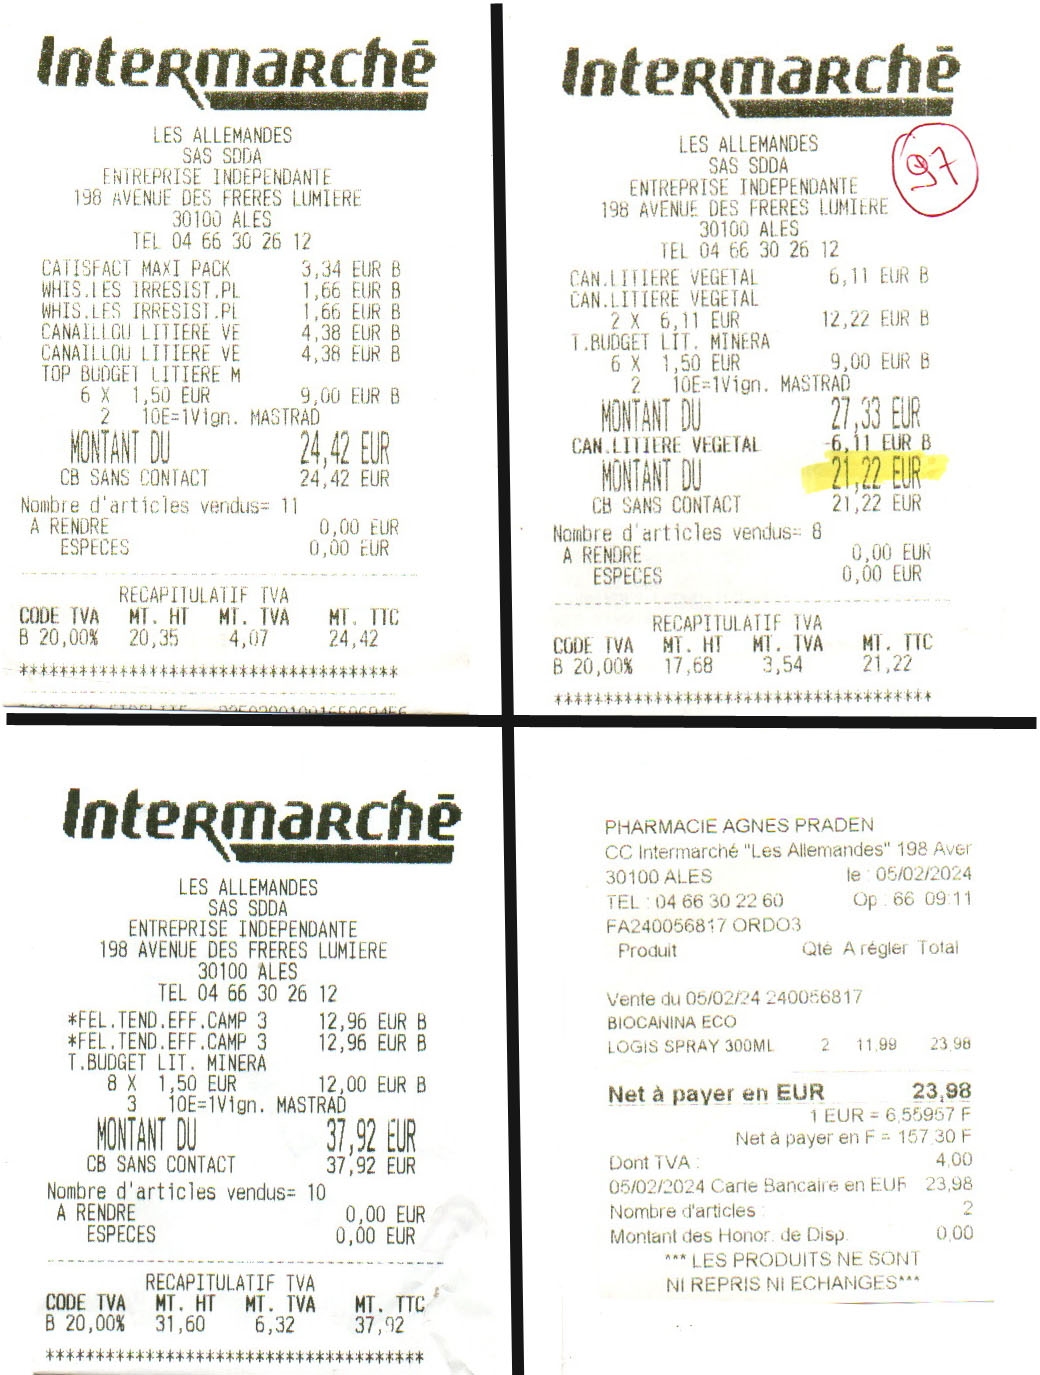 Intermarchē
LES ALLEMANDES
SAS SDDA
ENTREPRISE INDEPENDANTE
198 AVENUE DES FRERES LUMIERE
30100 ALES
TEL 04 66 30 26 12
CATISFACT MAXI PACK 3,34 EUR B
WHIS.LES IRRESIST.PL 1,66 EUR B
WHIS.LES IRRESIST.PL 1,66 EUR B
CANAILLOU LITIERE VE 4,38 EUR B
CANAILLOU LITIERE VE 4,38 EUR B
TOP BUDGET LITIERE M
6 X 1,50 EUR 9,00 EUR B
2 10E=1Vign. MASTRAD
MONTANT DU 24,42 EUR
CB SANS CONTACT 24,42 EUR
Nombre d'articles vendus= 11
A RENDRE 0,00 EUR
ESPECES 0,00 EUR
RECAPITULATIF TVA
CODE TVA MT. HT MT. TVA MT. TTC
B 20,00% 20,35 4,07 24,42
**************************************
Intermarchē
LES ALLEMANDES
97
SAS SDDA
ENTREPRISE INDEPENDANTE
198 AVENUE DES FRERES LUMIERE
30100 ALES
TEL 04 66 30 26 12
CAN.LITIERE VEGETAL 6,11 EUR B
CAN.LITIERE VEGETAL
2 X 6,11 EUR 12,22 EUR B
T.BUDGET LIT. MINERA
6 X 1,50 EUR 9,00 EUR B
2 10E=1Vign. MASTRAD
MONTANT DU 27,33 EUR
CAN.LITIERE VEGETAL -6,11 EUR B
MONTANT DU 21,22 EUR
CB SANS CONTACT 21,22 EUR
Nombre d'articles vendus= 8
A RENDRE 0,00 EUR
ESPECES 0,00 EUR
RECAPITULATIF TVA
CODE TVA MT. HT MT. TVA MT. TTC
B 20,00% 17,68 3,54 21,22
**************************************
Intermarchē
LES ALLEMANDES
SAS SDDA
ENTREPRISE INDEPENDANTE
198 AVENUE DES FRERES LUMIERE
30100 ALES
TEL 04 66 30 26 12
*FEL.TEND.EFF.CAMP 3 12,96 EUR B
*FEL.TEND.EFF.CAMP 3 12,96 EUR B
T.BUDGET LIT. MINERA
8 X 1,50 EUR 12,00 EUR B
3 10E=1Vign. MASTRAD
MONTANT DU 37,92 EUR
CB SANS CONTACT 37,92 EUR
Nombre d'articles vendus= 10
A RENDRE 0,00 EUR
ESPECES 0,00 EUR
RECAPITULATIF TVA
CODE TVA MT. HT MT. TVA MT. TTC
B 20,00% 31,60 6,32 37,92
**************************************
PHARMACIE AGNES PRADEN
CC Intermarché "Les Allemandes" 198 Aver
30100 ALES le : 05/02/2024
TEL : 04 66 30 22 60 Op : 66 09:11
FA240056817 ORDO3
Produit Qté A régler Total
Vente du 05/02/24 240056817
BIOCANINA ECO
LOGIS SPRAY 300ML 2 11,99 23,98
Net à payer en EUR 23,98
1 EUR = 6,55957 F
Net à payer en F = 157,30 F
Dont TVA : 4,00
05/02/2024 Carte Bancaire en EUR 23,98
Nombre d'articles : 2
Montant des Honor. de Disp. 0,00
*** LES PRODUITS NE SONT
NI REPRIS NI ECHANGES***